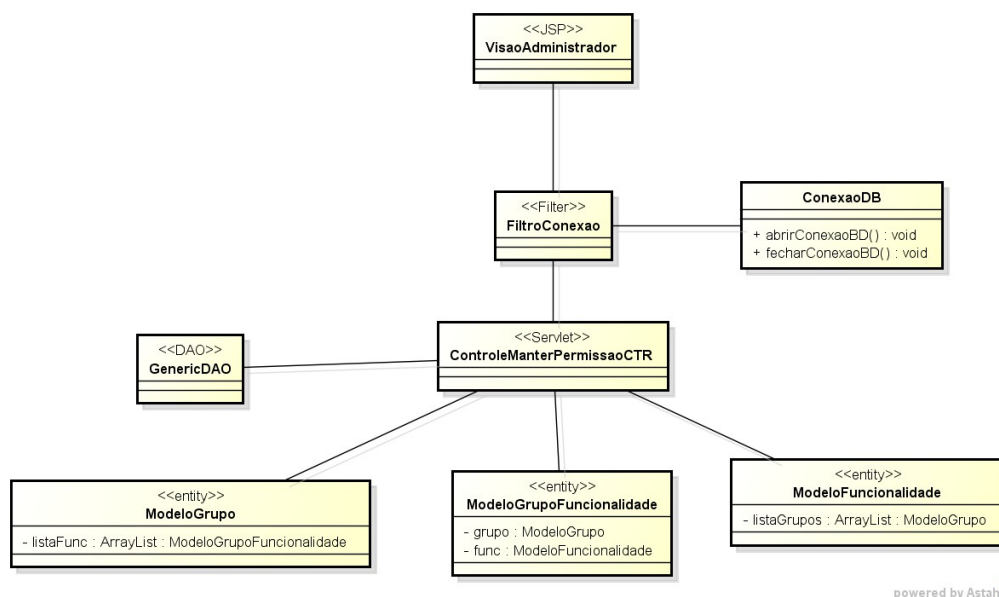 <<JSP>>
VisaoAdministrador
<<Filter>>
FiltroConexao
ConexaoDB
+ abrirConexaoBD() : void
+ fecharConexaoBD() : void
<<Servlet>>
ControleManterPermissaoCTR
<<DAO>>
GenericDAO
<<entity>>
ModeloGrupo
- listaFunc : ArrayList : ModeloGrupoFuncionalidade
<<entity>>
ModeloGrupoFuncionalidade
- grupo : ModeloGrupo
- func : ModeloFuncionalidade
<<entity>>
ModeloFuncionalidade
- listaGrupos : ArrayList : ModeloGrupo
powered by Astah